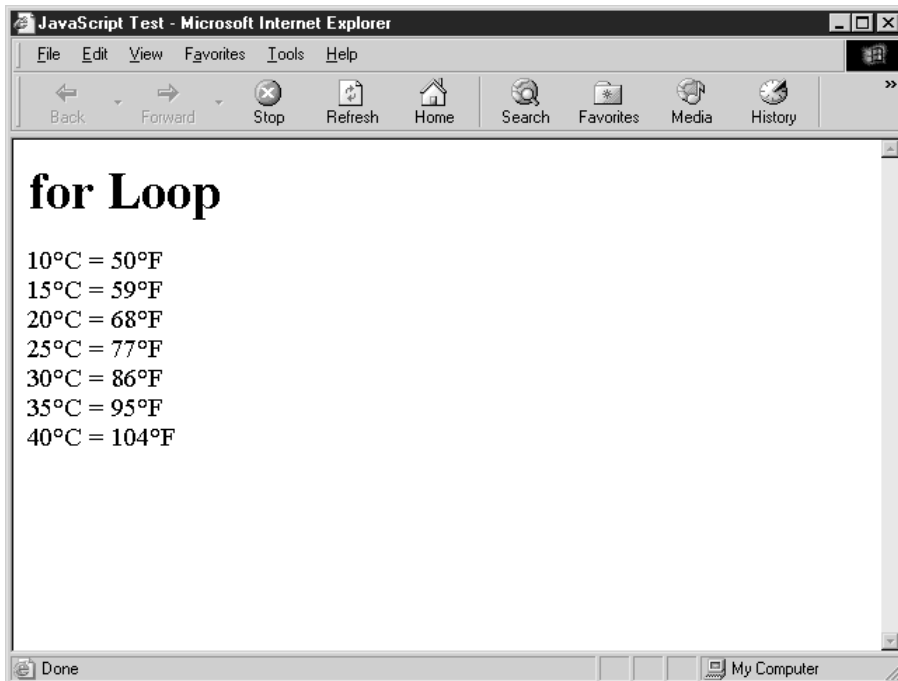 JavaScript Test - Microsoft Internet Explorer
File Edit View Favorites Tools Help
Back Forward Stop Refresh Home Search Favorites Media History »
for Loop
10°C = 50°F
15°C = 59°F
20°C = 68°F
25°C = 77°F
30°C = 86°F
35°C = 95°F
40°C = 104°F
Done My Computer